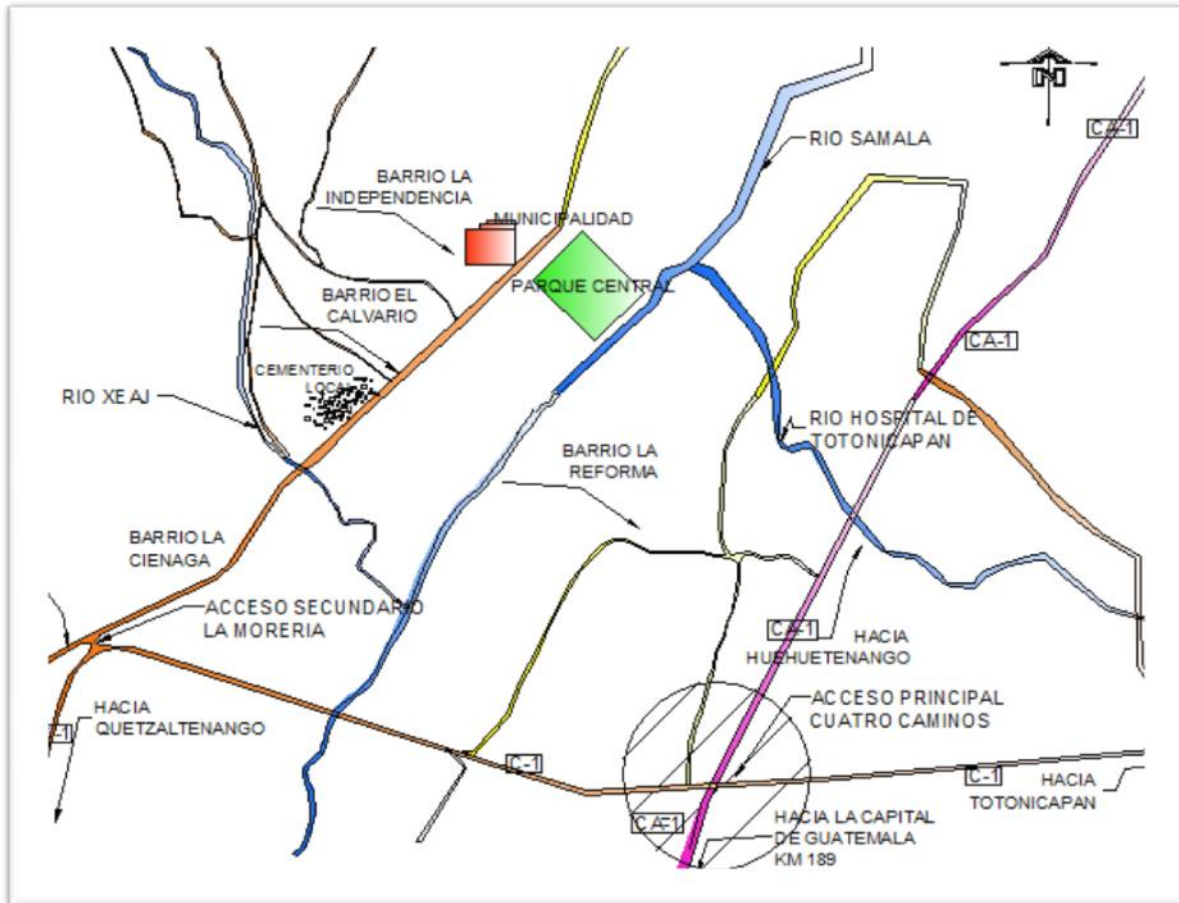 N
CA-1
RIO SAMALA
BARRIO LA
INDEPENDENCIA
MUNICIPALIDAD
PARQUE CENTRAL
BARRIO EL
CALVARIO
CA-1
CEMENTERIO
LOCAL
RIO XEAJ
RIO HOSPITAL DE
TOTONICAPAN
BARRIO LA
REFORMA
BARRIO LA
CIENAGA
ACCESO SECUNDARIO
LA MORERIA
CA-1
HACIA
HUEHUETENANGO
HACIA
QUETZALTENANGO
ACCESO PRINCIPAL
CUATRO CAMINOS
C-1
C-1
HACIA
TOTONICAPAN
CA-1
HACIA LA CAPITAL
DE GUATEMALA
KM 189